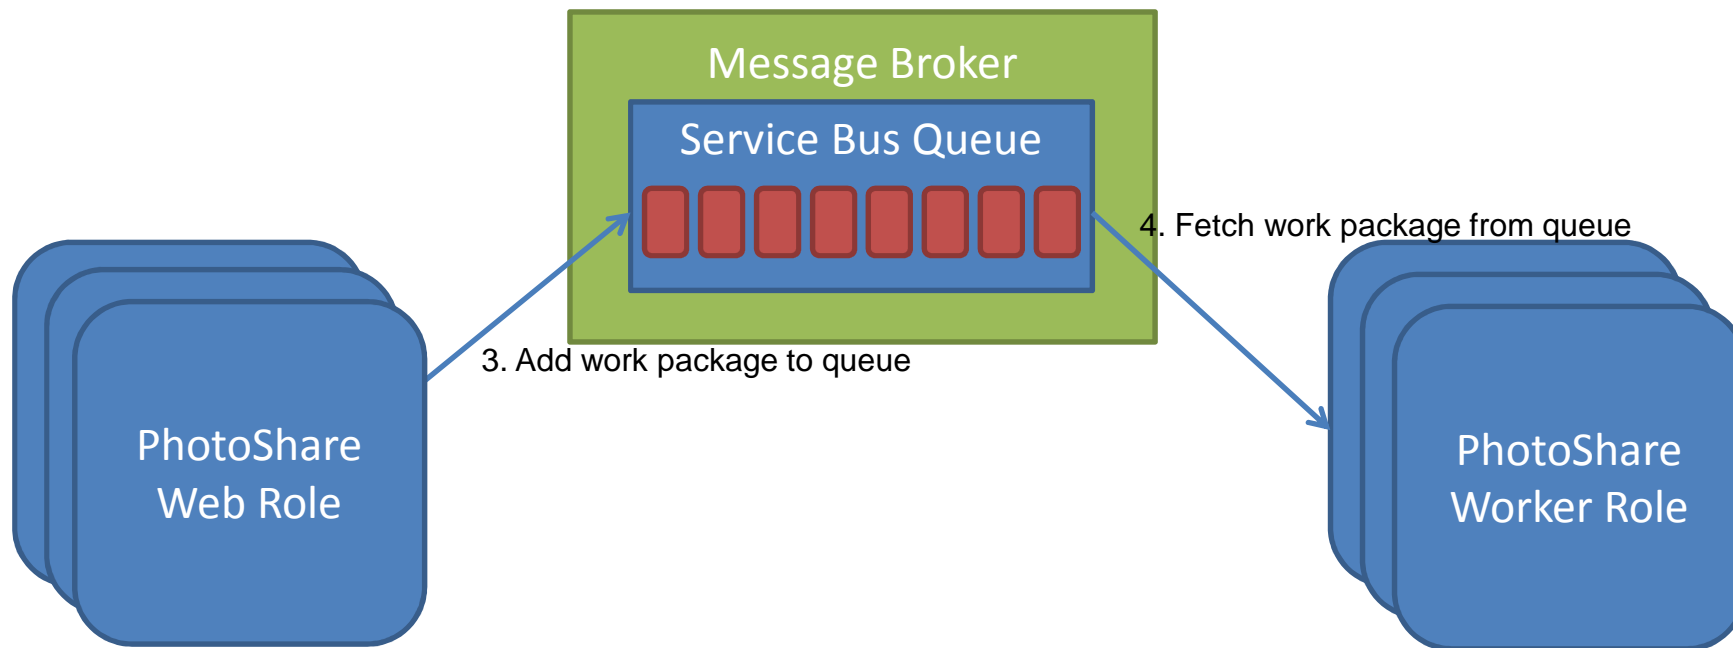 Message Broker
Service Bus Queue
4. Fetch work package from queue
3. Add work package to queue
PhotoShare
Web Role
PhotoShare
Worker Role